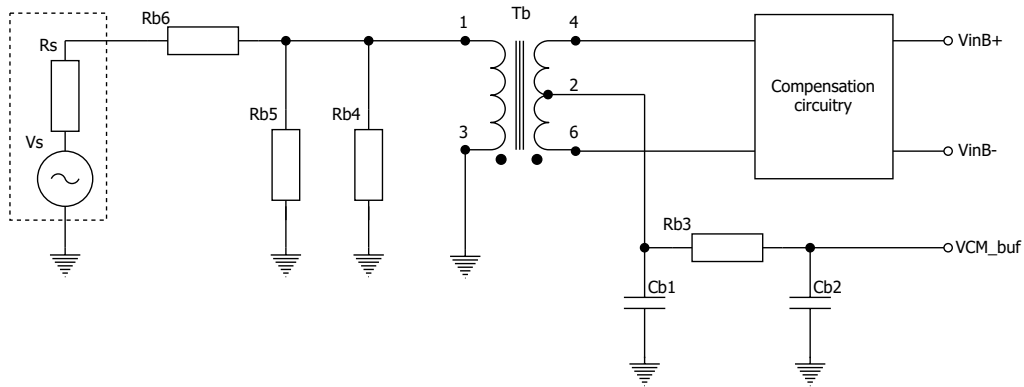 Rb6
1
Tb
4
Rs
VinB+
Compensation
circuitry
2
Rb5
Rb4
Vs
3
6
VinB-
Rb3
VCM_buf
Cb1
Cb2